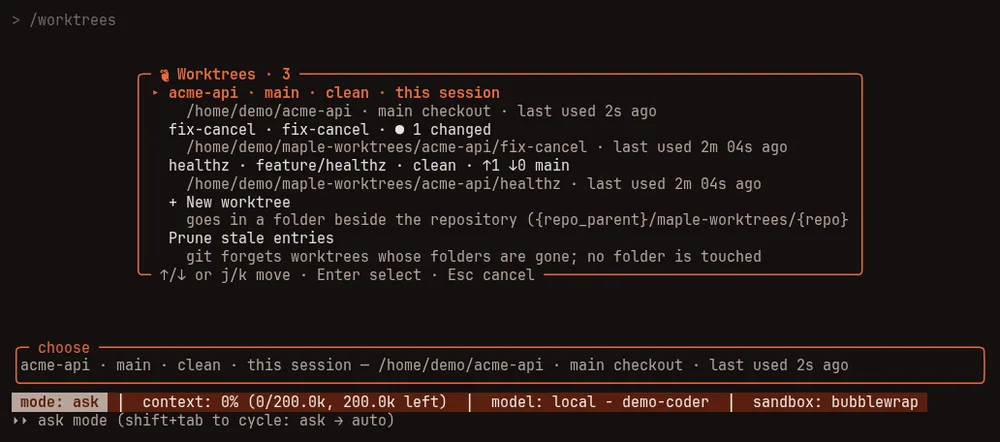 > /worktrees
Worktrees · 3
▸ acme-api · main · clean · this session
/home/demo/acme-api · main checkout · last used 2s ago
fix-cancel · fix-cancel · ● 1 changed
/home/demo/maple-worktrees/acme-api/fix-cancel · last used 2m 04s ago
healthz · feature/healthz · clean · ↑1 ↓0 main
/home/demo/maple-worktrees/acme-api/healthz · last used 2m 04s ago
+ New worktree
goes in a folder beside the repository ({repo_parent}/maple-worktrees/{repo}
Prune stale entries
git forgets worktrees whose folders are gone; no folder is touched
↑/↓ or j/k move · Enter select · Esc cancel
choose
acme-api · main · clean · this session — /home/demo/acme-api · main checkout · last used 2s ago
mode: ask | context: 0% (0/200.0k, 200.0k left) | model: local - demo-coder | sandbox: bubblewrap
▸▸ ask mode (shift+tab to cycle: ask → auto)